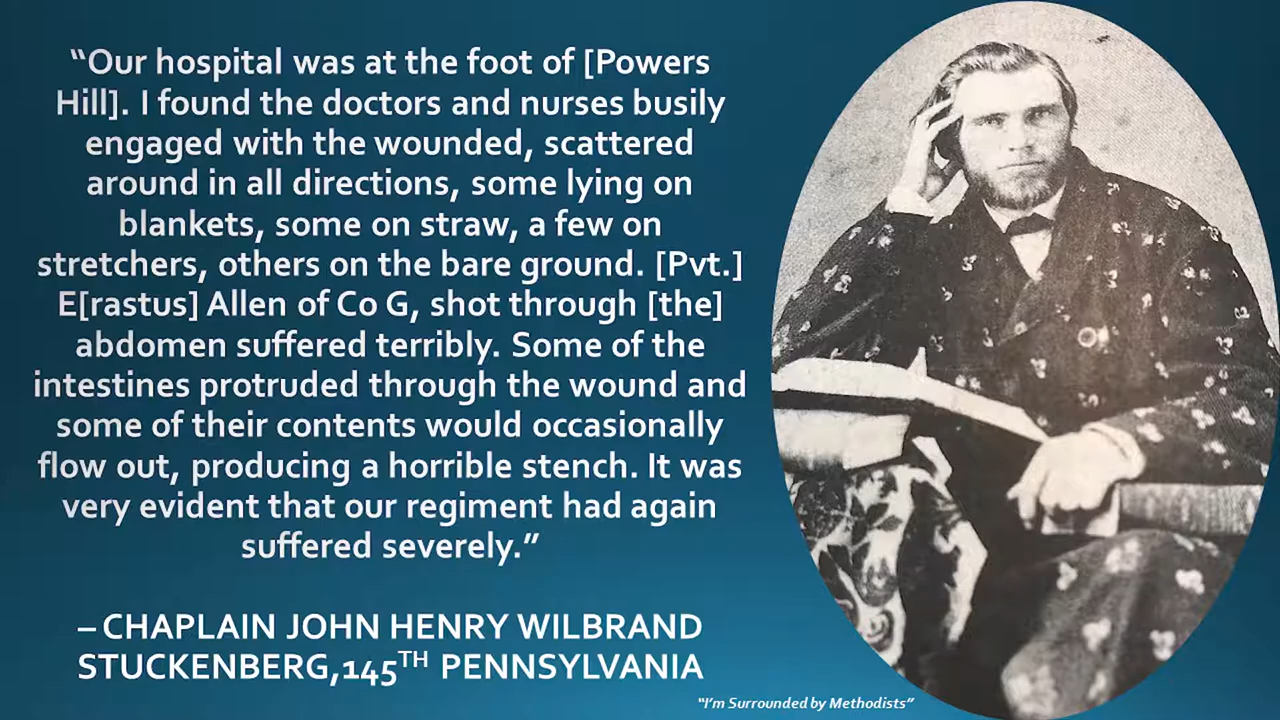 “Our hospital was at the foot of [Powers
Hill]. I found the doctors and nurses busily
engaged with the wounded, scattered
around in all directions, some lying on
blankets, some on straw, a few on
stretchers, others on the bare ground. [Pvt.]
E[rastus] Allen of Co G, shot through [the]
abdomen suffered terribly. Some of the
intestines protruded through the wound and
some of their contents would occasionally
flow out, producing a horrible stench. It was
very evident that our regiment had again
suffered severely.”
– CHAPLAIN JOHN HENRY WILBRAND
STUCKENBERG,145TH PENNSYLVANIA
“I’m Surrounded by Methodists”